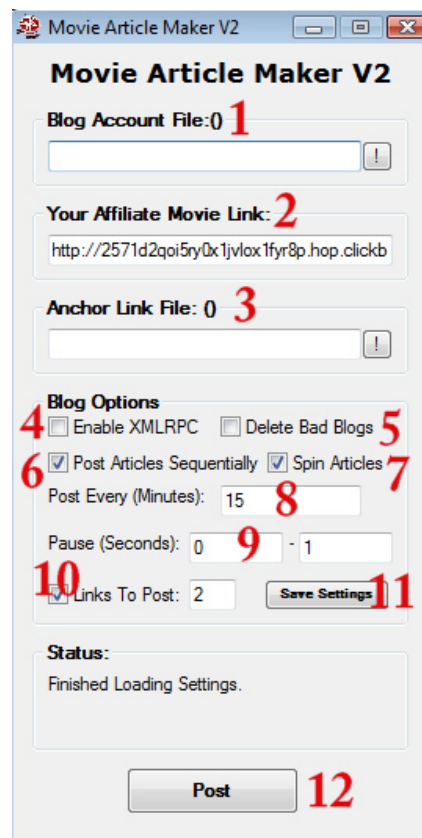 Movie Article Maker V2
Movie Article Maker V2
Blog Account File:() 1
!
Your Affiliate Movie Link: 2
http://2571d2qoi5ry0x1jvlox1fyr8p.hop.clickb
Anchor Link File: () 3
!
Blog Options
4 Enable XMLRPC Delete Bad Blogs 5
6 Post Articles Sequentially Spin Articles 7
Post Every (Minutes): 15 8
Pause (Seconds): 0 9 - 1
10 Links To Post: 2 Save Settings 11
Status:
Finished Loading Settings.
Post 12